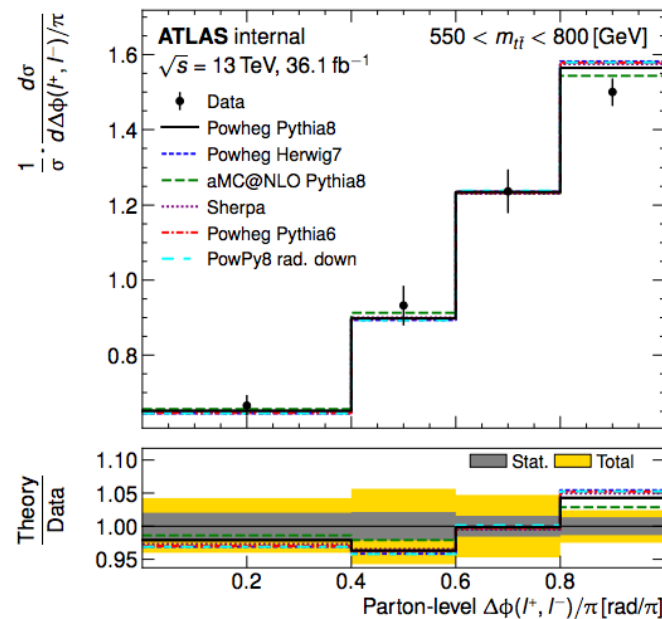 ATLAS internal
550 < m_{tt̄} < 800 [GeV]
√s = 13 TeV, 36.1 fb⁻¹
Data
Powheg Pythia8
Powheg Herwig7
aMC@NLO Pythia8
Sherpa
Powheg Pythia6
PowPy8 rad. down
1/σ · dσ/dΔϕ(l⁺, l⁻)/π
1.6
1.4
1.2
1.0
0.8
Stat. Total
Theory
Data
1.10
1.05
1.00
0.95
0.2 0.4 0.6 0.8
Parton-level Δϕ(l⁺, l⁻)/π [rad/π]